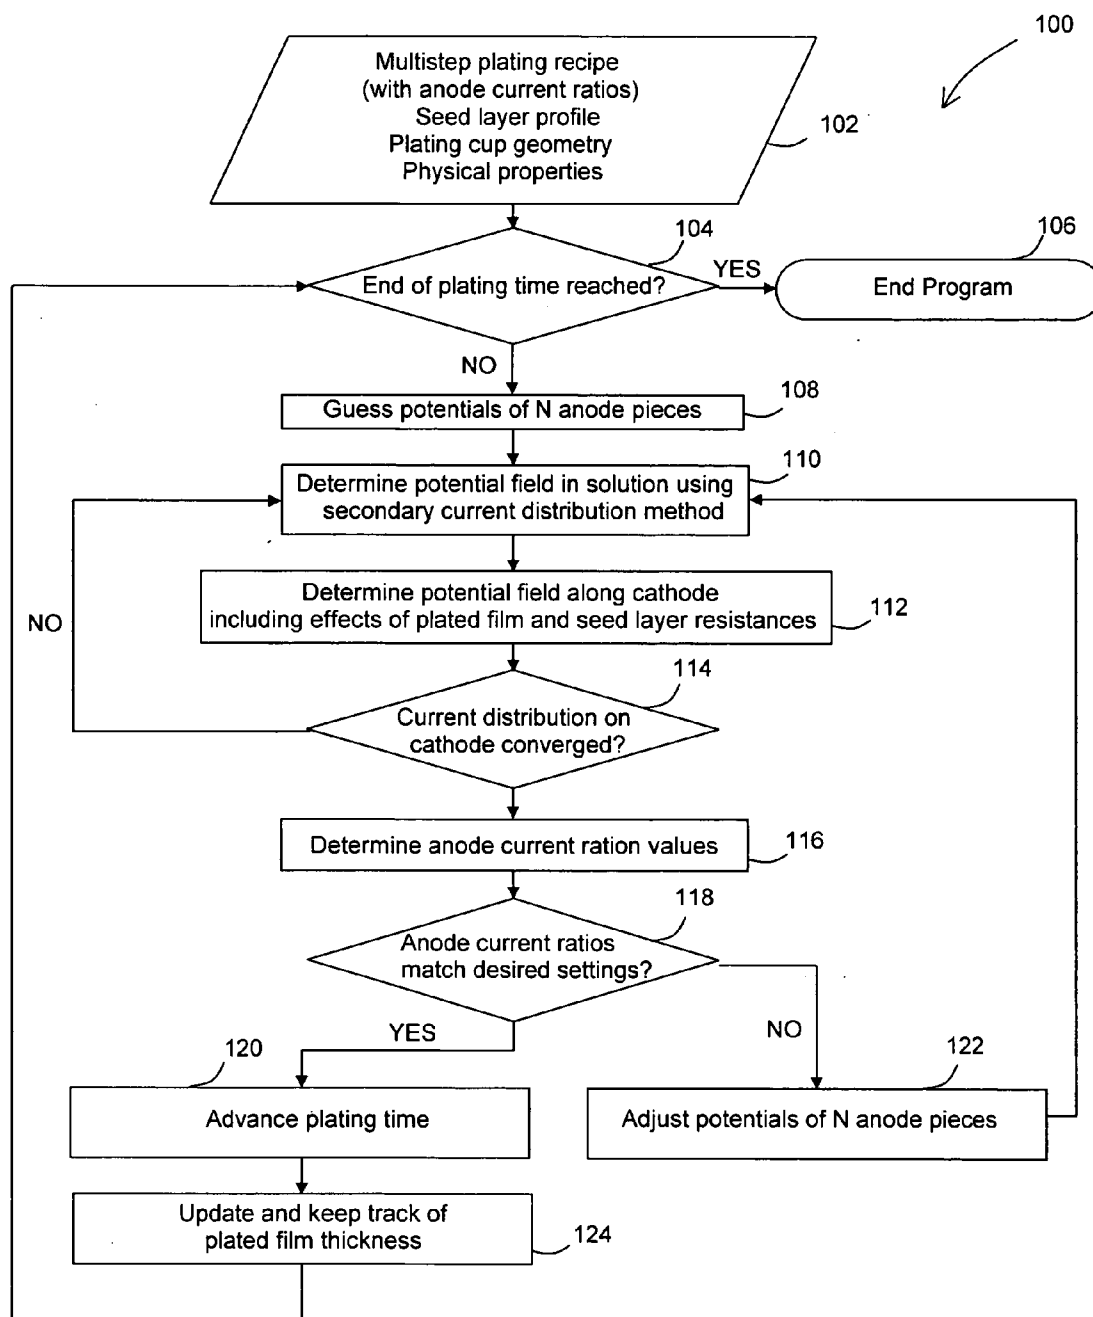 100
Multistep plating recipe
(with anode current ratios)
Seed layer profile
Plating cup geometry
Physical properties
102
104
End of plating time reached?
YES
106
End Program
NO
Guess potentials of N anode pieces
108
110
Determine potential field in solution using
secondary current distribution method
Determine potential field along cathode
including effects of plated film and seed layer resistances
112
NO
114
Current distribution on
cathode converged?
Determine anode current ration values
116
118
Anode current ratios
match desired settings?
YES
NO
120
Advance plating time
122
Adjust potentials of N anode pieces
Update and keep track of
plated film thickness
124